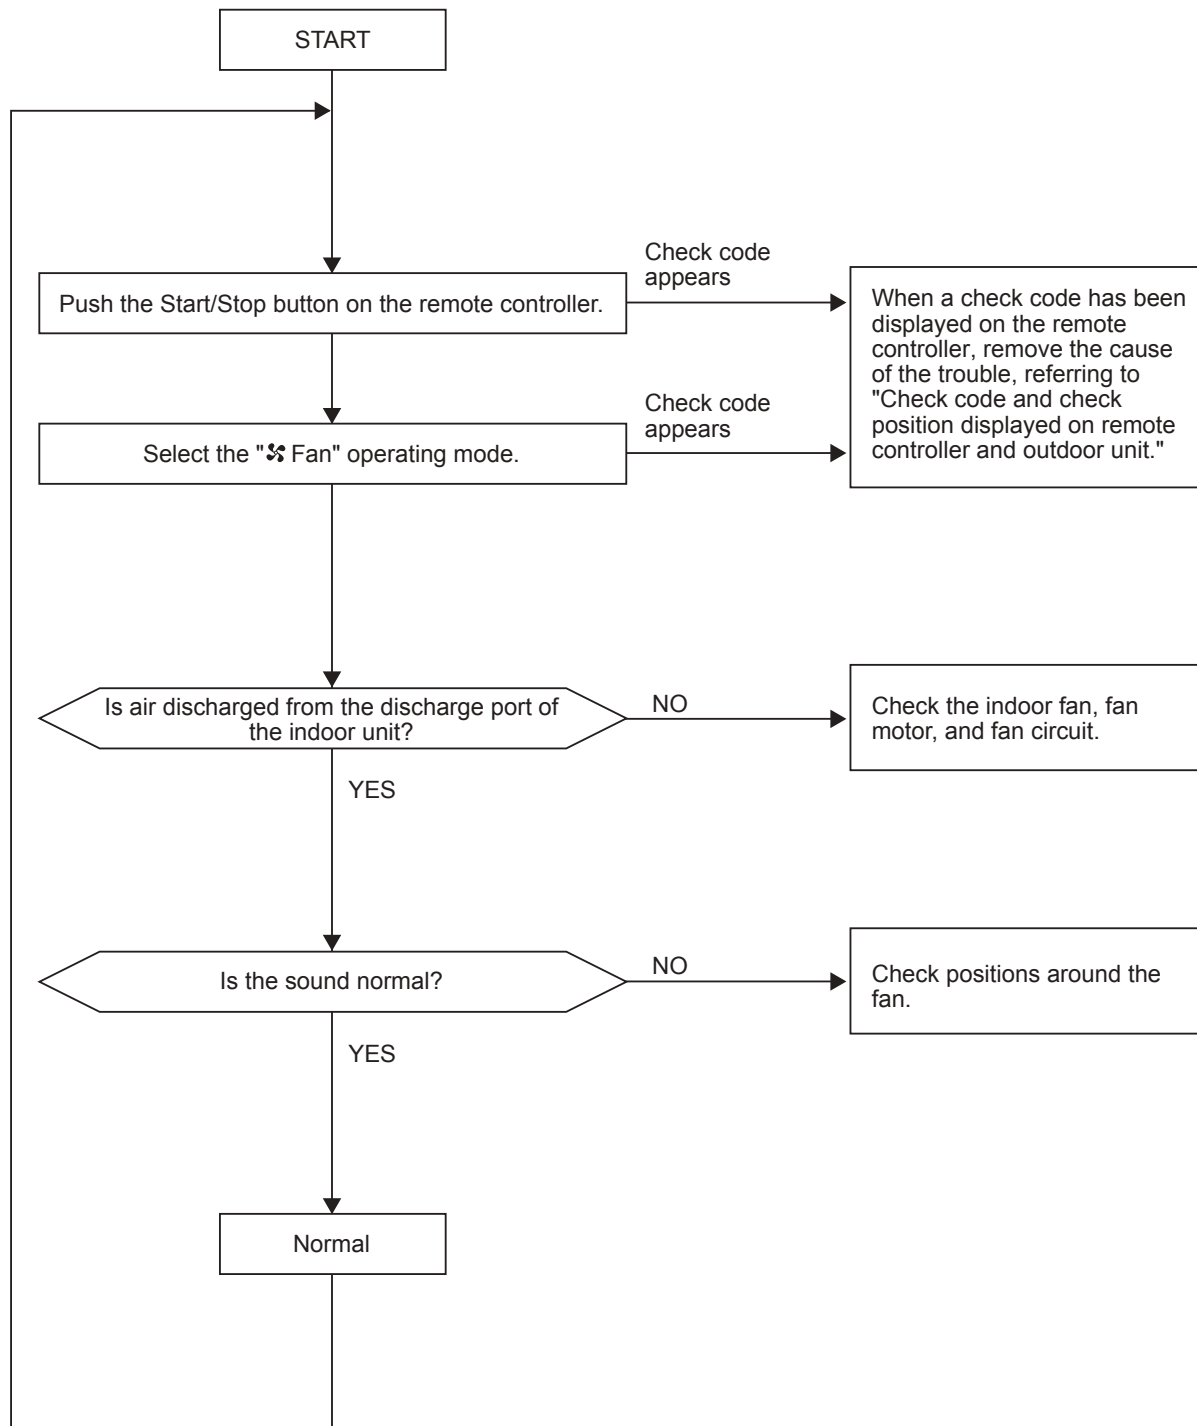 START
Check code
appears
Push the Start/Stop button on the remote controller.
When a check code has been
displayed on the remote
controller, remove the cause
of the trouble, referring to
"Check code and check
position displayed on remote
controller and outdoor unit."
Check code
appears
Select the " Fan" operating mode.
Is air discharged from the discharge port of
the indoor unit?
NO
Check the indoor fan, fan
motor, and fan circuit.
YES
Is the sound normal?
NO
Check positions around the
fan.
YES
Normal